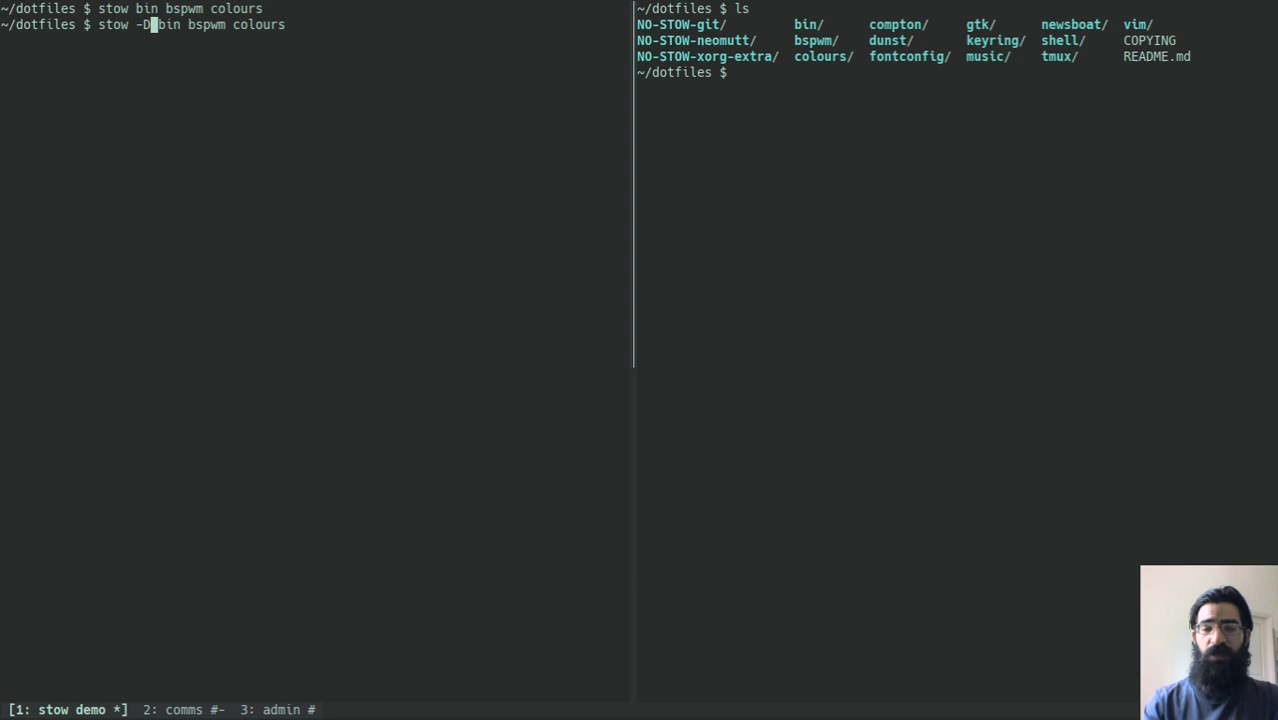 ~/dotfiles $ stow bin bspwm colours
~/dotfiles $ stow -D bin bspwm colours
~/dotfiles $ ls
NO-STOW-git/ bin/ compton/ gtk/ newsboat/ vim/
NO-STOW-neomutt/ bspwm/ dunst/ keyring/ shell/ COPYING
NO-STOW-xorg-extra/ colours/ fontconfig/ music/ tmux/ README.md
~/dotfiles $
[1: stow demo *] 2: comms #- 3: admin #